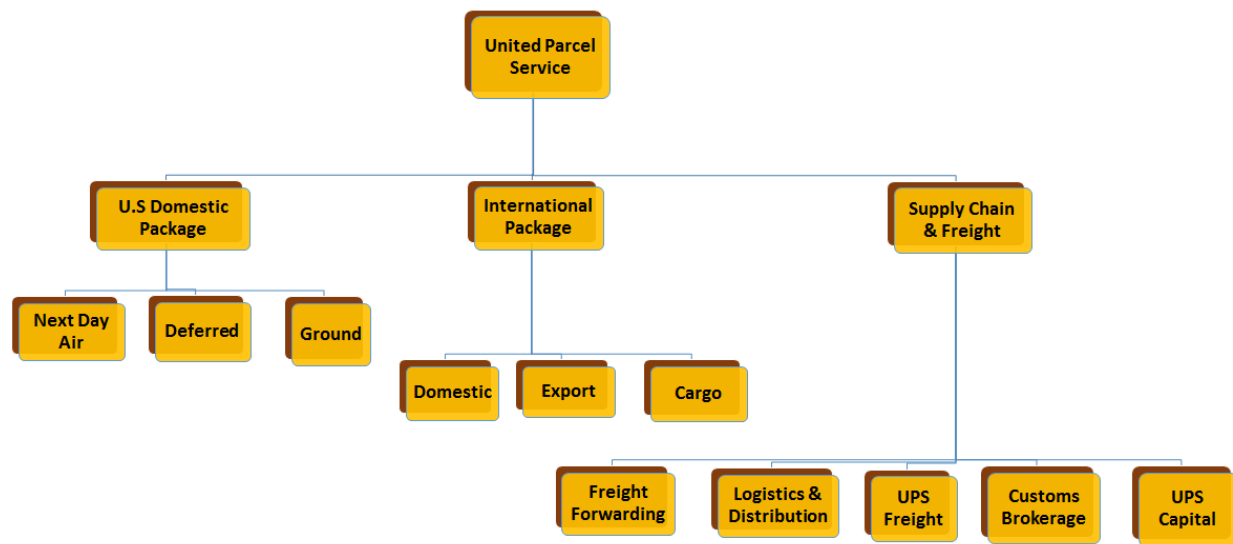 United Parcel
Service
U.S Domestic
Package
International
Package
Supply Chain
& Freight
Next Day
Air
Deferred
Ground
Domestic
Export
Cargo
Freight
Forwarding
Logistics &
Distribution
UPS
Freight
Customs
Brokerage
UPS
Capital